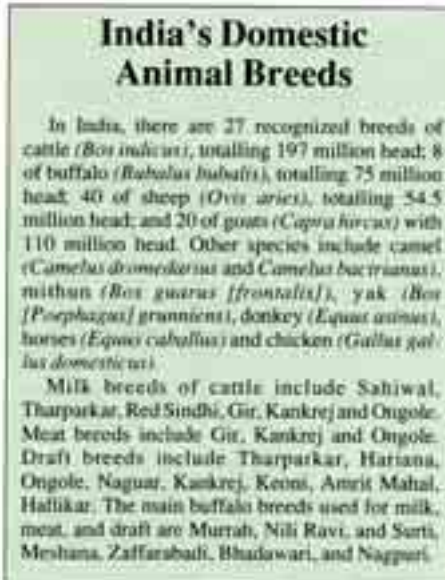 India's Domestic
Animal Breeds
In India, there are 27 recognized breeds of
cattle (Bos indicus), totalling 197 million head; 8
of buffalo (Bubalus bubalis), totalling 75 million
head; 40 of sheep (Ovis aries), totalling 54.5
million head; and 20 of goats (Capra hircus) with
110 million head. Other species include camel
(Camelus dromedarius and Camelus bactrianus),
mithun (Bos guarus [frontalis]), yak (Bos
[Poephagus] grunniens), donkey (Equus asinus),
horses (Equus caballus) and chicken (Gallus gal-
lus domesticus).
Milk breeds of cattle include Sahiwal,
Tharparkar, Red Sindhi, Gir, Kankrej and Ongole.
Meat breeds include Gir, Kankrej and Ongole.
Draft breeds include Tharparkar, Hariana,
Ongole, Naguar, Kankrej, Keoni, Amrit Mahal,
Hallikar. The main buffalo breeds used for milk,
meat, and draft are Murrah, Nili Ravi, and Surti,
Meshana, Zaffarabadi, Bhadawari, and Nagpuri.